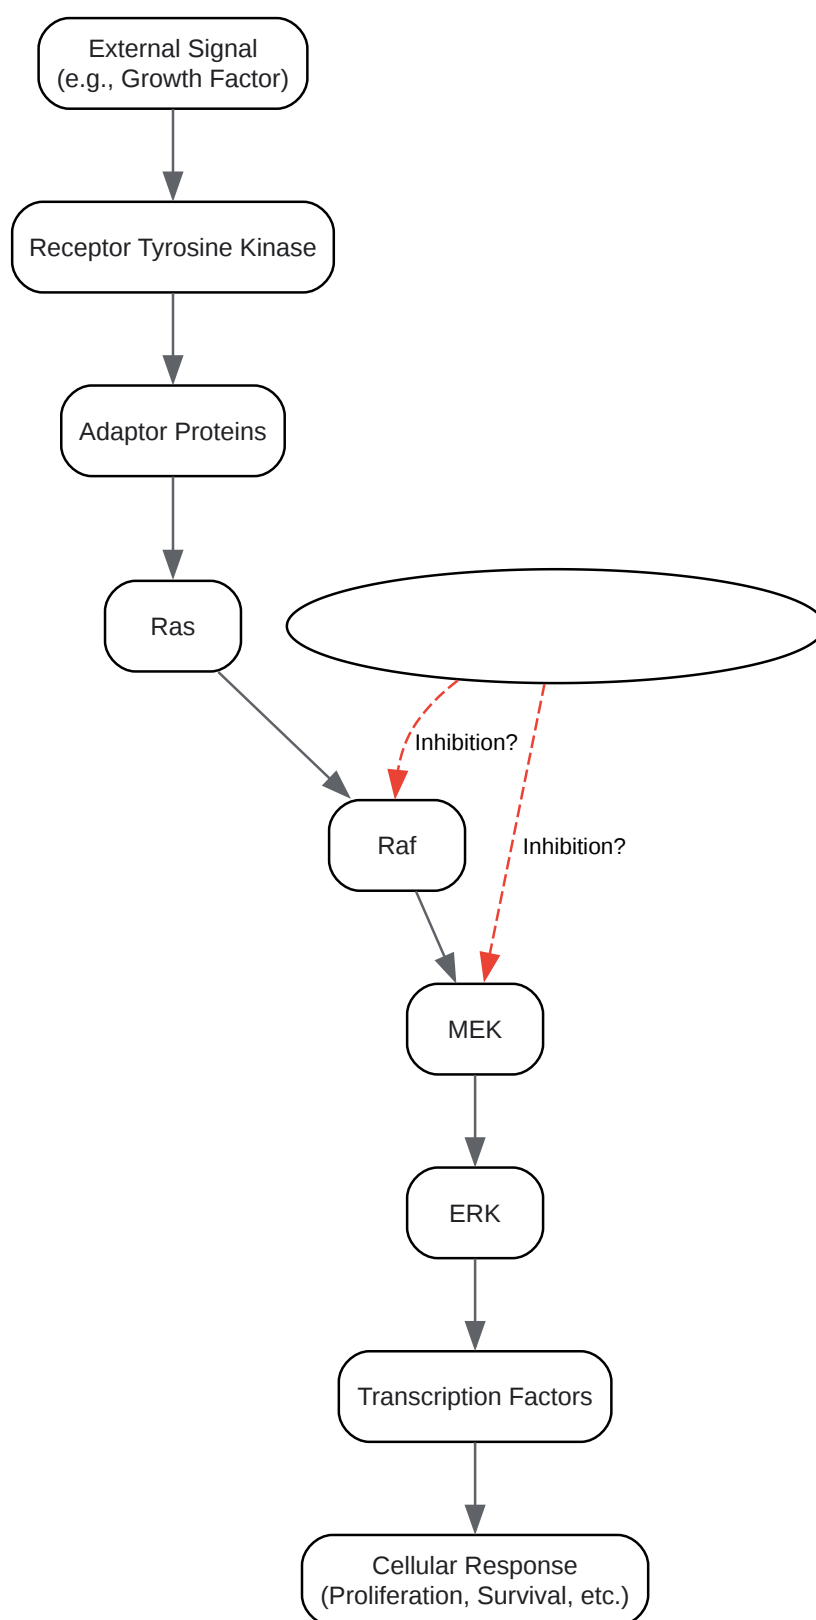 External Signal
(e.g., Growth Factor)
Receptor Tyrosine Kinase
Adaptor Proteins
Ras
Inhibition?
Raf
Inhibition?
MEK
ERK
Transcription Factors
Cellular Response
(Proliferation, Survival, etc.)